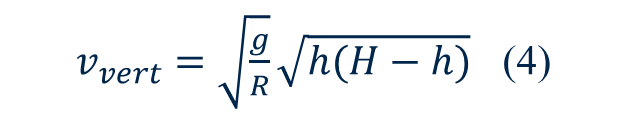 v_vert = √(g/R) √(h(H − h)) (4)